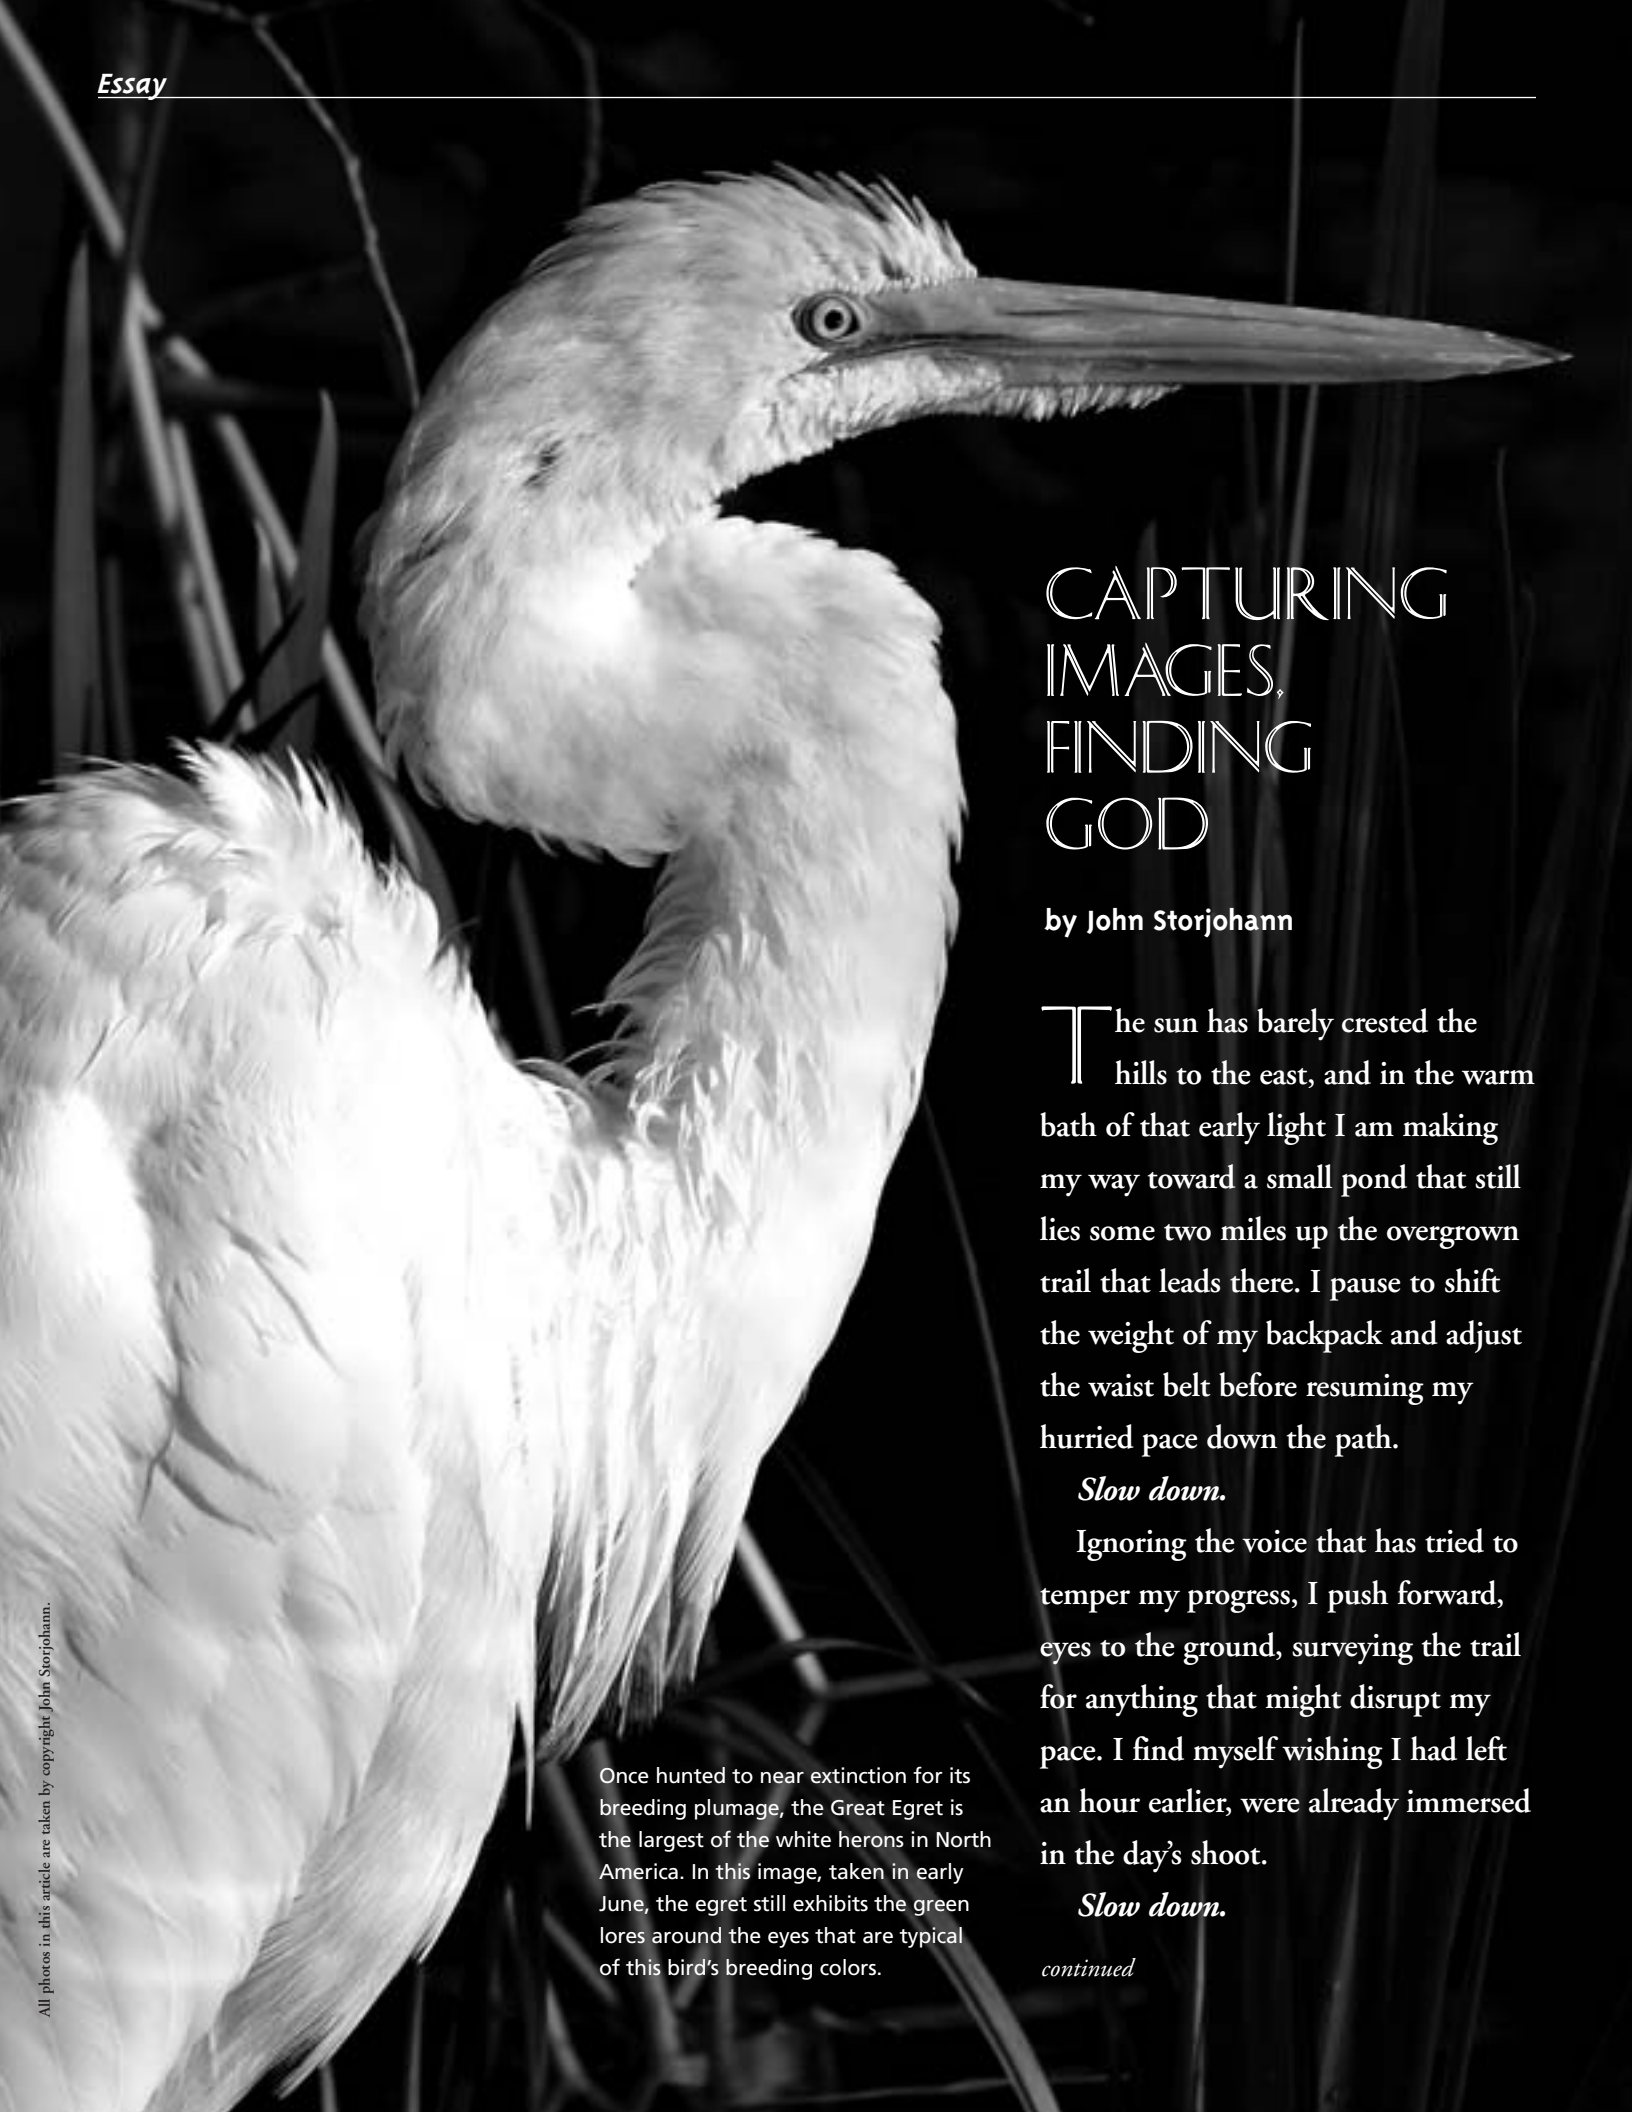 Essay
CAPTURING
IMAGES,
FINDING
GOD
by John Storjohann
The sun has barely crested the
hills to the east, and in the warm
bath of that early light I am making
my way toward a small pond that still
lies some two miles up the overgrown
trail that leads there. I pause to shift
the weight of my backpack and adjust
the waist belt before resuming my
hurried pace down the path.
Slow down.
Ignoring the voice that has tried to
temper my progress, I push forward,
eyes to the ground, surveying the trail
for anything that might disrupt my
pace. I find myself wishing I had left
an hour earlier, were already immersed
in the day's shoot.
Slow down.
continued
Once hunted to near extinction for its
breeding plumage, the Great Egret is
the largest of the white herons in North
America. In this image, taken in early
June, the egret still exhibits the green
lores around the eyes that are typical
of this bird's breeding colors.
All photos in this article are taken by copyright John Storjohann.